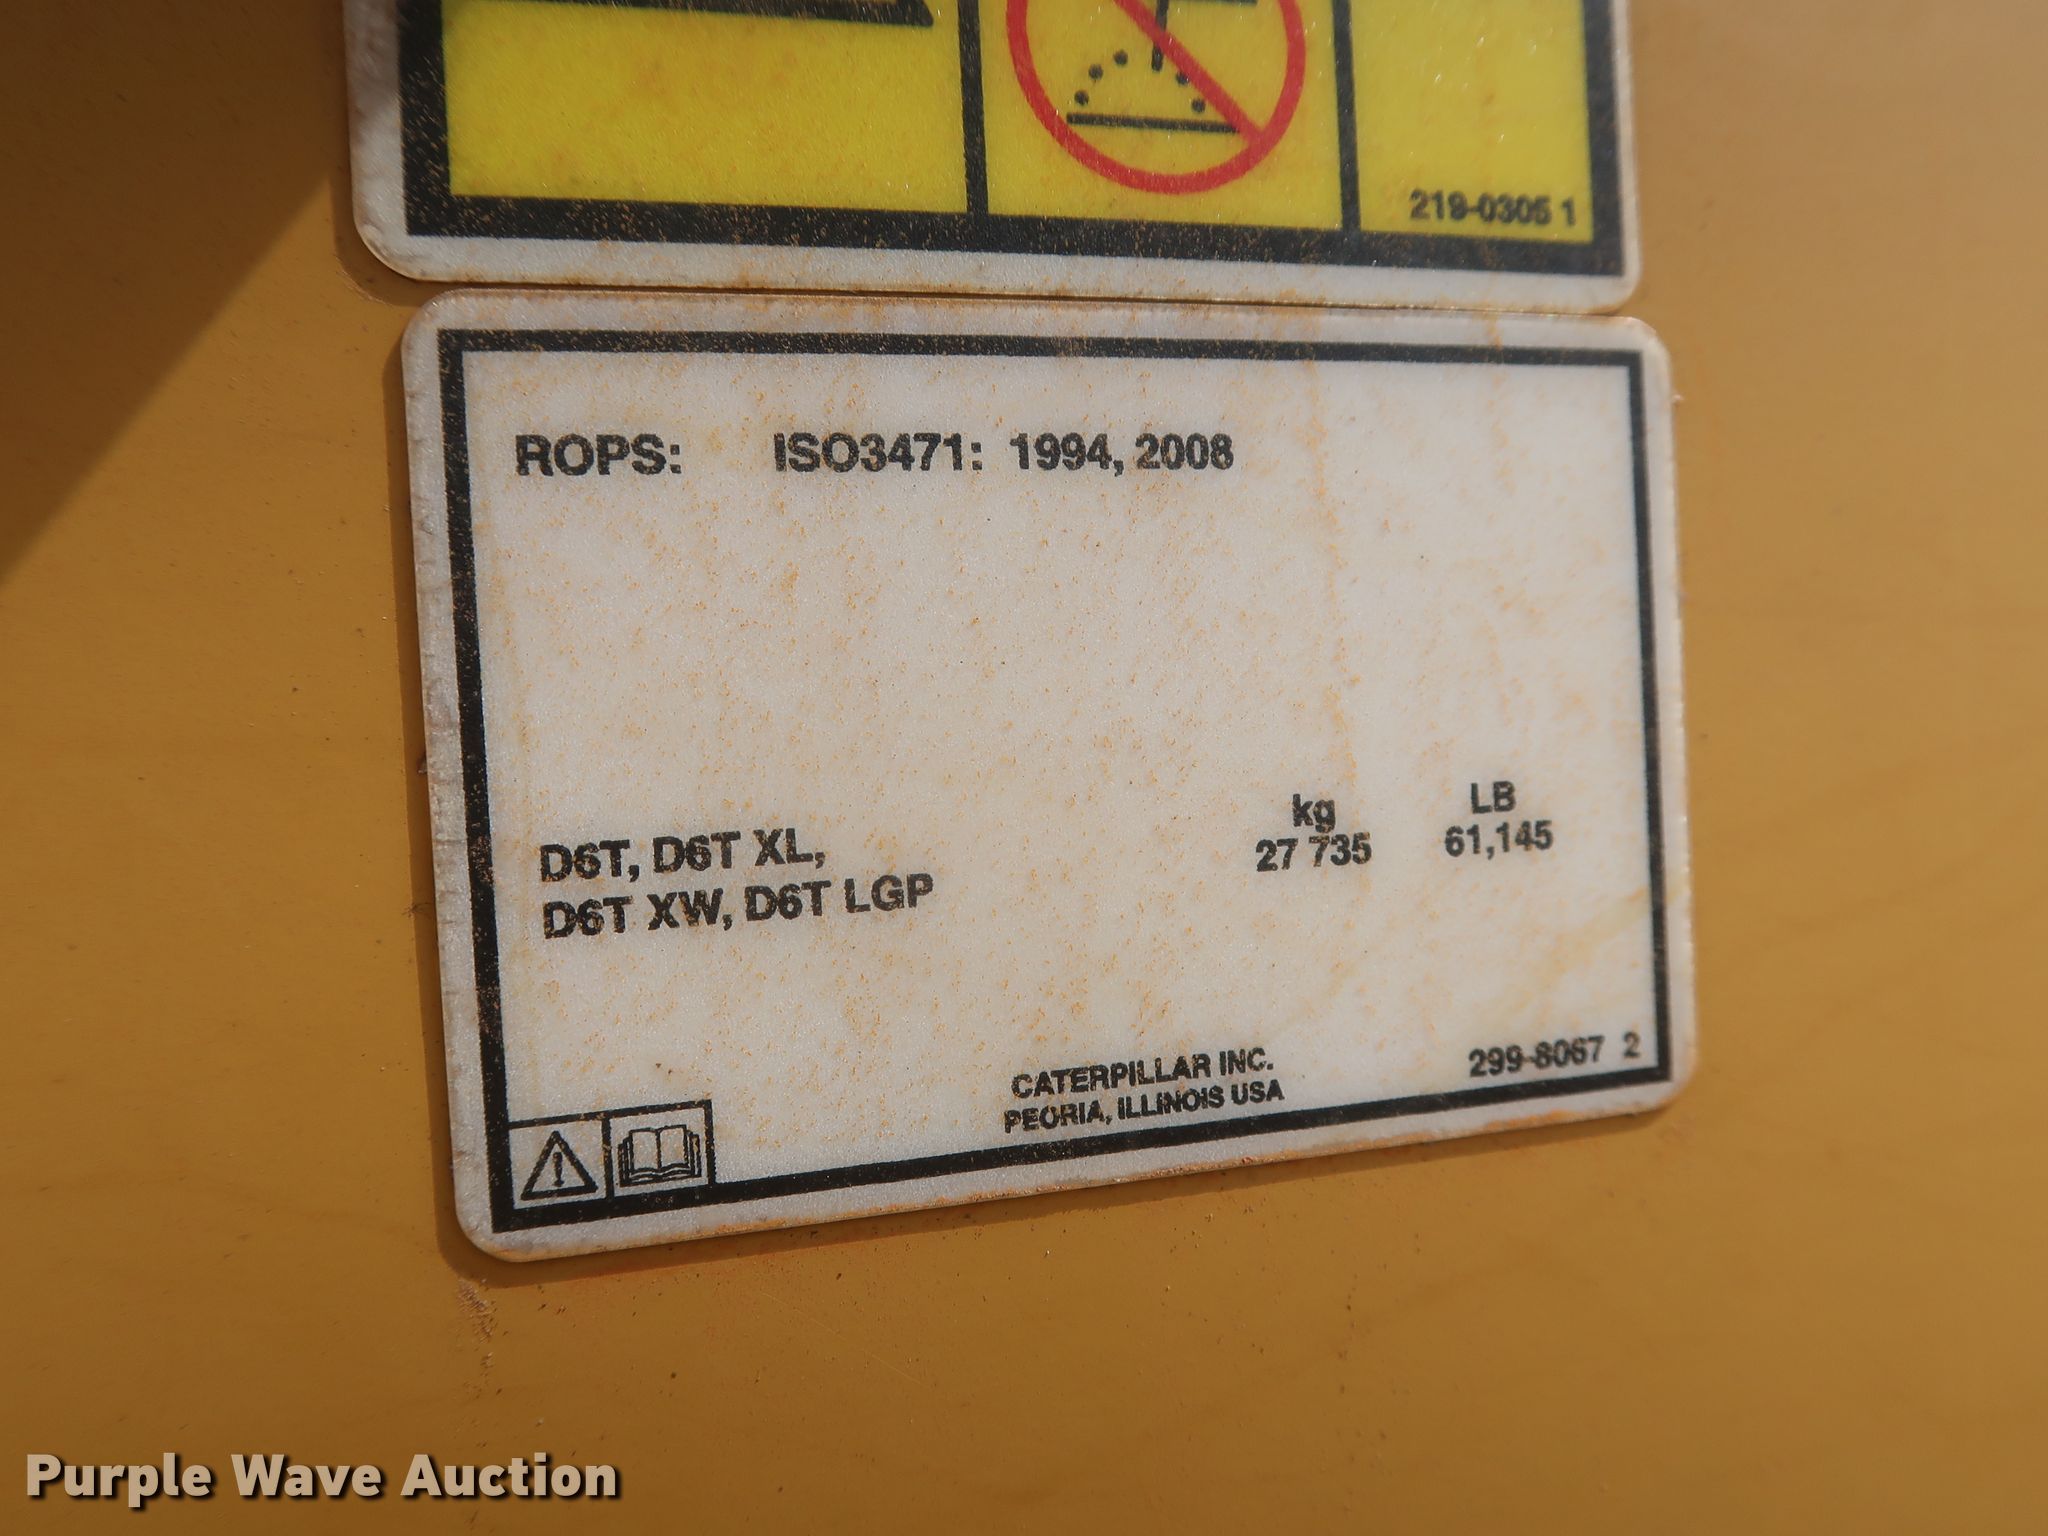 219-0305 1
ROPS: ISO3471: 1994, 2008
kg LB
D6T, D6T XL, 27 735 61,145
D6T XW, D6T LGP
CATERPILLAR INC.
PEORIA, ILLINOIS USA
299-8067 2
Purple Wave Auction